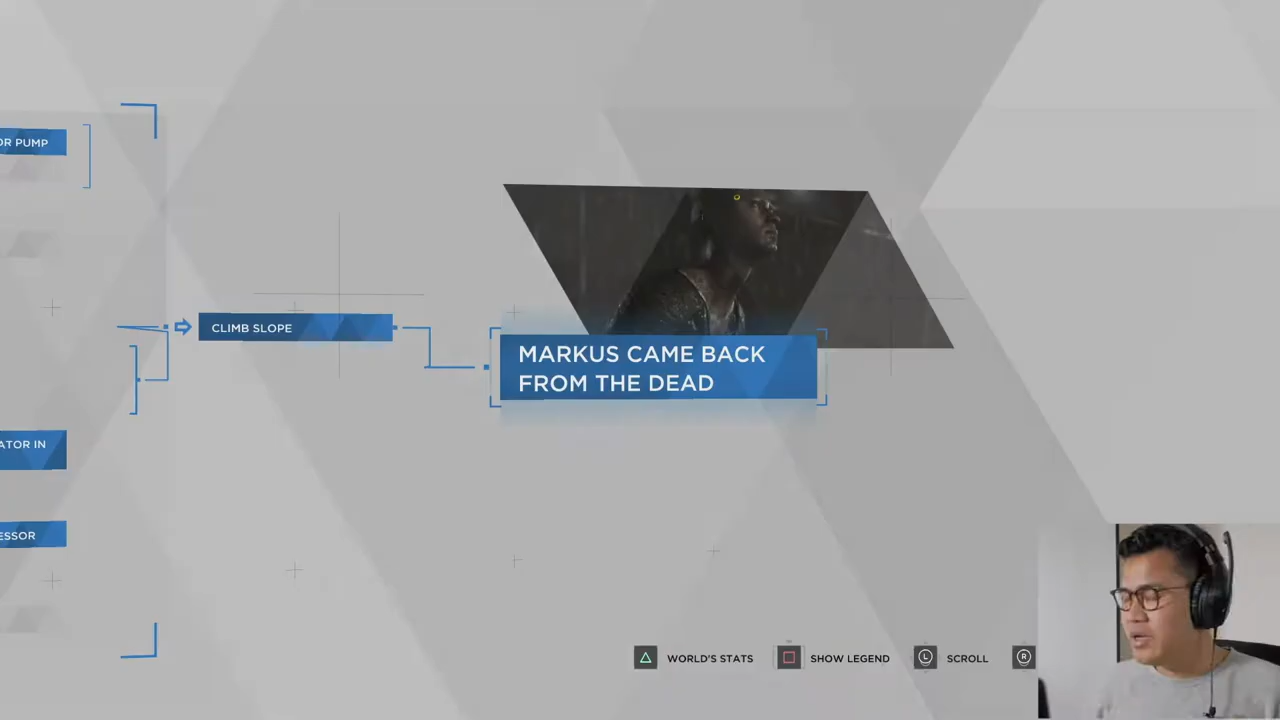 OR PUMP
CLIMB SLOPE
MARKUS CAME BACK
FROM THE DEAD
ATOR IN
ESSOR
WORLD'S STATS
SHOW LEGEND
L
SCROLL
R